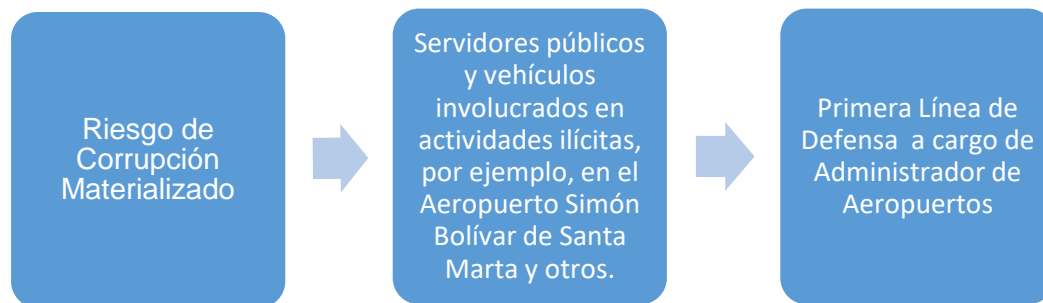 Riesgo de
Corrupción
Materializado
Servidores públicos
y vehículos
involucrados en
actividades ilícitas,
por ejemplo, en el
Aeropuerto Simón
Bolívar de Santa
Marta y otros.
Primera Línea de
Defensa a cargo de
Administrador de
Aeropuertos